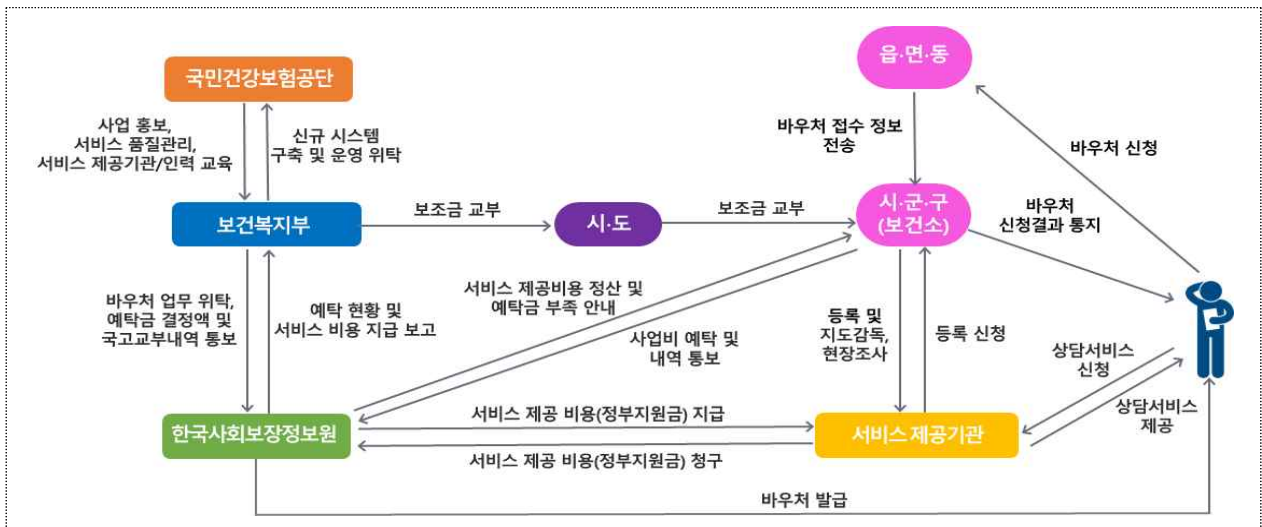 읍·면·동
국민건강보험공단
사업 홍보,
서비스 품질관리,
서비스 제공기관/인력 교육
신규 시스템
구축 및 운영 위탁
바우처 접수 정보
전송
바우처 신청
보건복지부
보조금 교부
시·도
보조금 교부
시·군·구
(보건소)
바우처
신청결과 통지
바우처 업무 위탁,
예탁금 결정액 및
국고교부내역 통보
예탁 현황 및
서비스 비용 지급 보고
서비스 제공비용 정산 및
예탁금 부족 안내
사업비 예탁 및
내역 통보
등록 및
지도감독,
현장조사
등록 신청
상담서비스
신청
상담서비스
제공
한국사회보장정보원
서비스 제공 비용(정부지원금) 지급
서비스 제공 비용(정부지원금) 청구
서비스 제공기관
바우처 발급